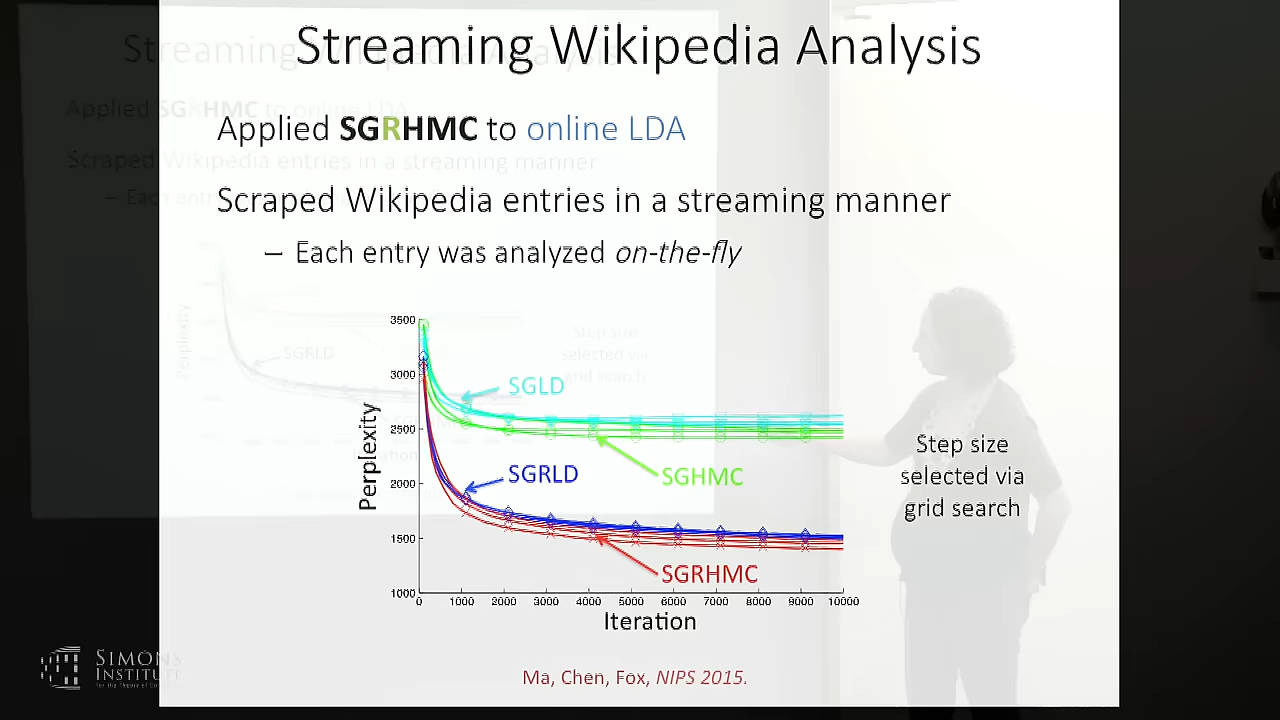 Streaming Wikipedia Analysis
Applied SGRHMC to online LDA
Scraped Wikipedia entries in a streaming manner
– Each entry was analyzed on-the-fly
3500
3000
2500
2000
1500
1000
Perplexity
SGLD
SGHMC
SGRLD
SGRHMC
0 1000 2000 3000 4000 5000 6000 7000 8000 9000 10000
Iteration
Step size
selected via
grid search
Ma, Chen, Fox, NIPS 2015.
SIMONS
INSTITUTE